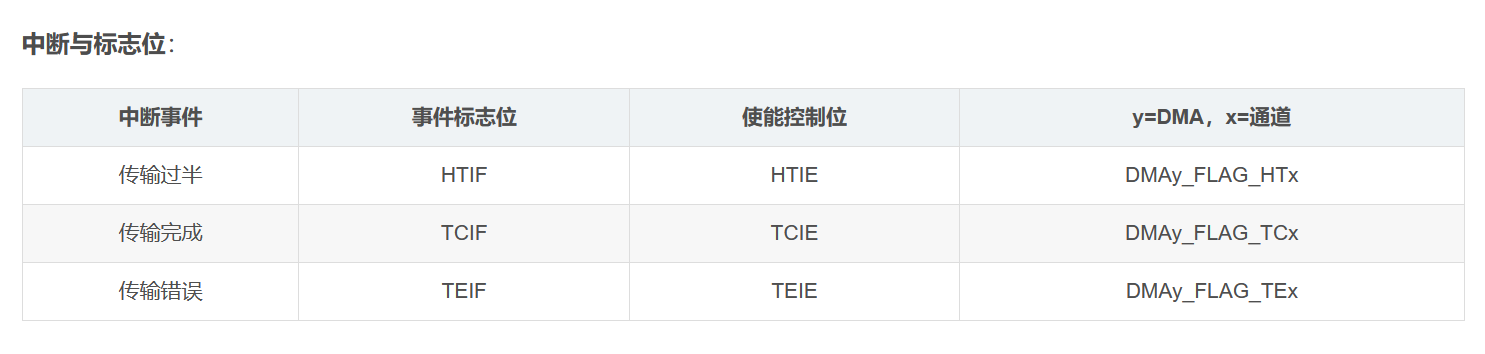 中断与标志位：
中断事件 事件标志位 使能控制位 y=DMA，x=通道
传输过半 HTIF HTIE DMAy_FLAG_HTx
传输完成 TCIF TCIE DMAy_FLAG_TCx
传输错误 TEIF TEIE DMAy_FLAG_TEx